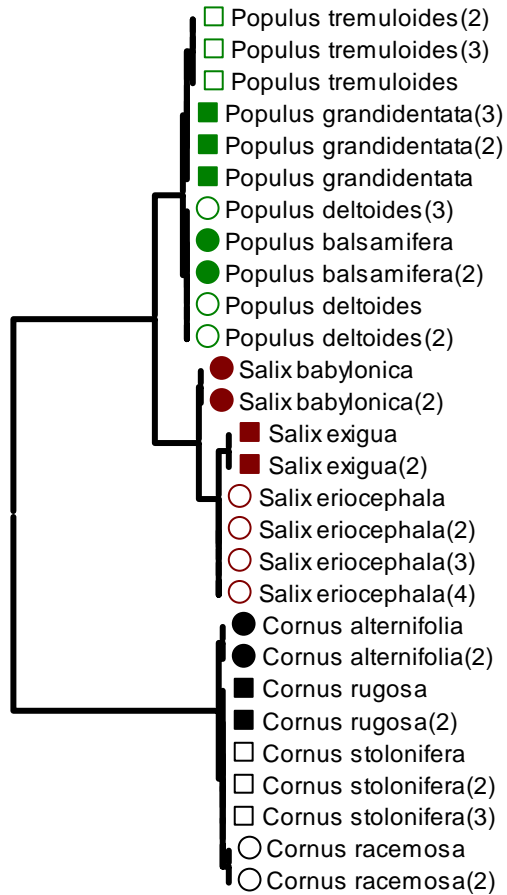 Populus tremuloides(2)
Populus tremuloides(3)
Populus tremuloides
Populus grandidentata(3)
Populus grandidentata(2)
Populus grandidentata
Populus deltoides(3)
Populus balsamifera
Populus balsamifera(2)
Populus deltoides
Populus deltoides(2)
Salix babylonica
Salix babylonica(2)
Salix exigua
Salix exigua(2)
Salix eriocephala
Salix eriocephala(2)
Salix eriocephala(3)
Salix eriocephala(4)
Cornus alternifolia
Cornus alternifolia(2)
Cornus rugosa
Cornus rugosa(2)
Cornus stolonifera
Cornus stolonifera(2)
Cornus stolonifera(3)
Cornus racemosa
Cornus racemosa(2)